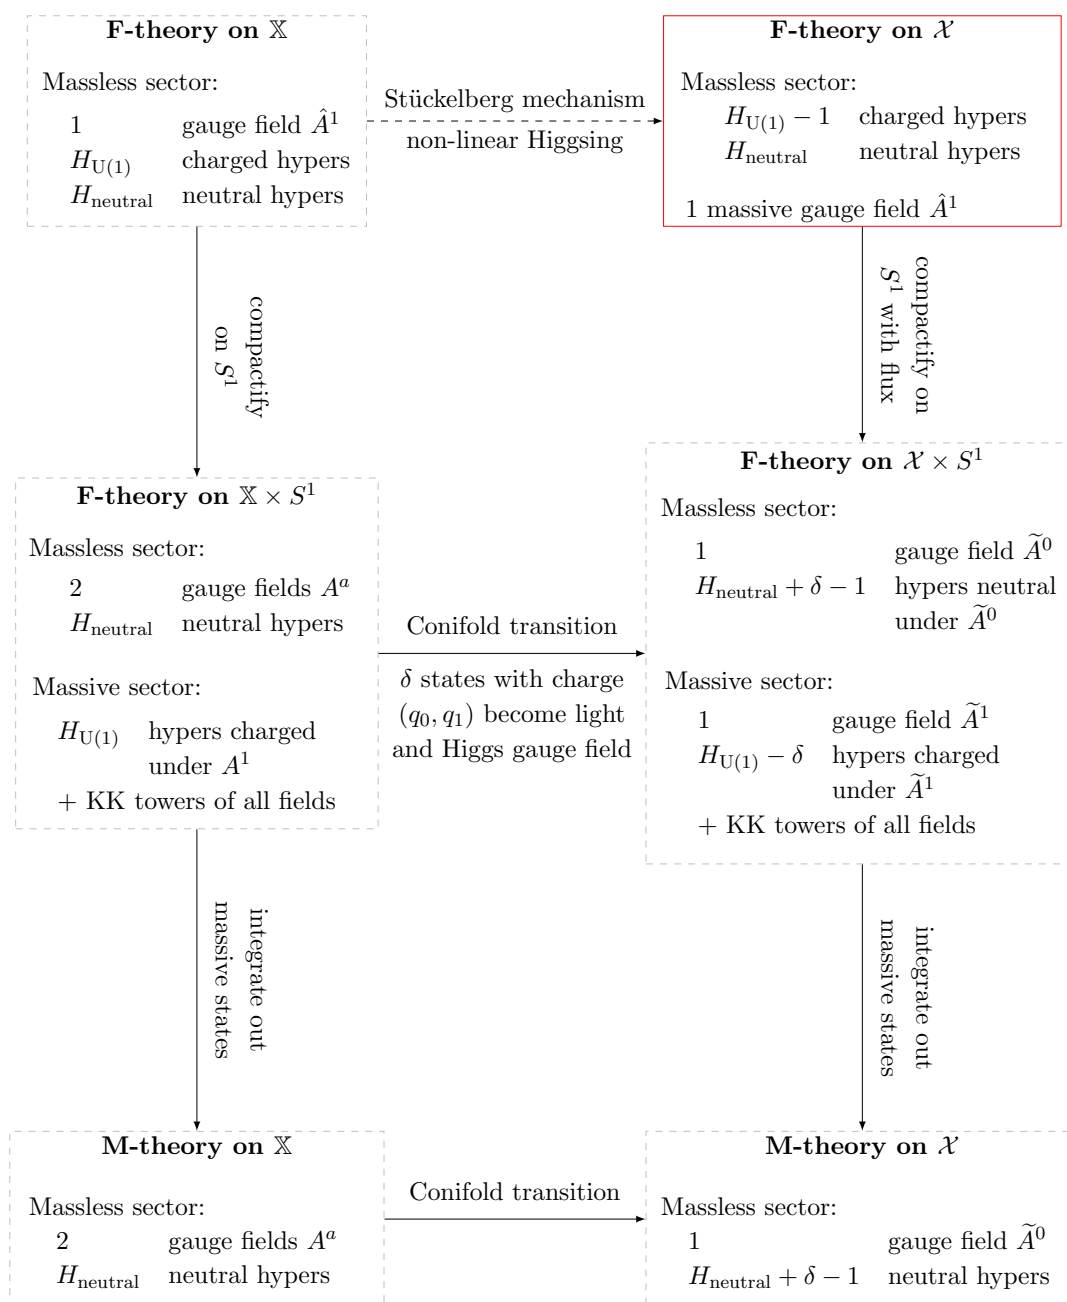 F-theory on 𝕏
Massless sector:
1 gauge field Â¹
H_U(1) charged hypers
H_neutral neutral hypers
Stückelberg mechanism
non-linear Higgsing
F-theory on 𝒳
Massless sector:
H_U(1) − 1 charged hypers
H_neutral neutral hypers
1 massive gauge field Â¹
compactify
on S¹
compactify on
S¹ with flux
F-theory on 𝕏 × S¹
Massless sector:
2 gauge fields Aᵃ
H_neutral neutral hypers
Massive sector:
H_U(1) hypers charged
under A¹
+ KK towers of all fields
Conifold transition
δ states with charge
(q₀, q₁) become light
and Higgs gauge field
F-theory on 𝒳 × S¹
Massless sector:
1 gauge field Ã⁰
H_neutral + δ − 1 hypers neutral
under Ã⁰
Massive sector:
1 gauge field Ã¹
H_U(1) − δ hypers charged
under Ã¹
+ KK towers of all fields
integrate out
massive states
integrate out
massive states
M-theory on 𝕏
Massless sector:
2 gauge fields Aᵃ
H_neutral neutral hypers
Conifold transition
M-theory on 𝒳
Massless sector:
1 gauge field Ã⁰
H_neutral + δ − 1 neutral hypers